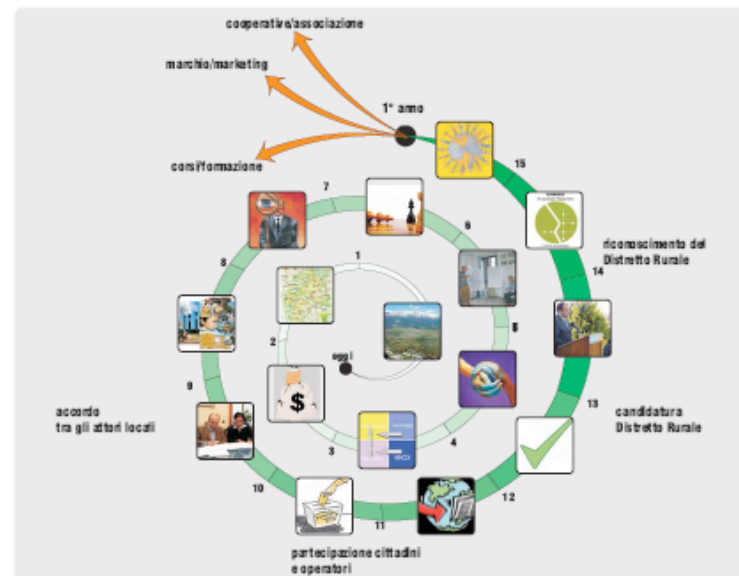 cooperative/associazione
marchio/marketing
1° anno
corsi/formazione
15
7
6
riconoscimento del
Distretto Rurale
14
1
8
5
2
oggi
$
9
13
accordo
tra gli attori locali
candidatura
Distretto Rurale
4
3
10
12
11
partecipazione cittadini
e operatori